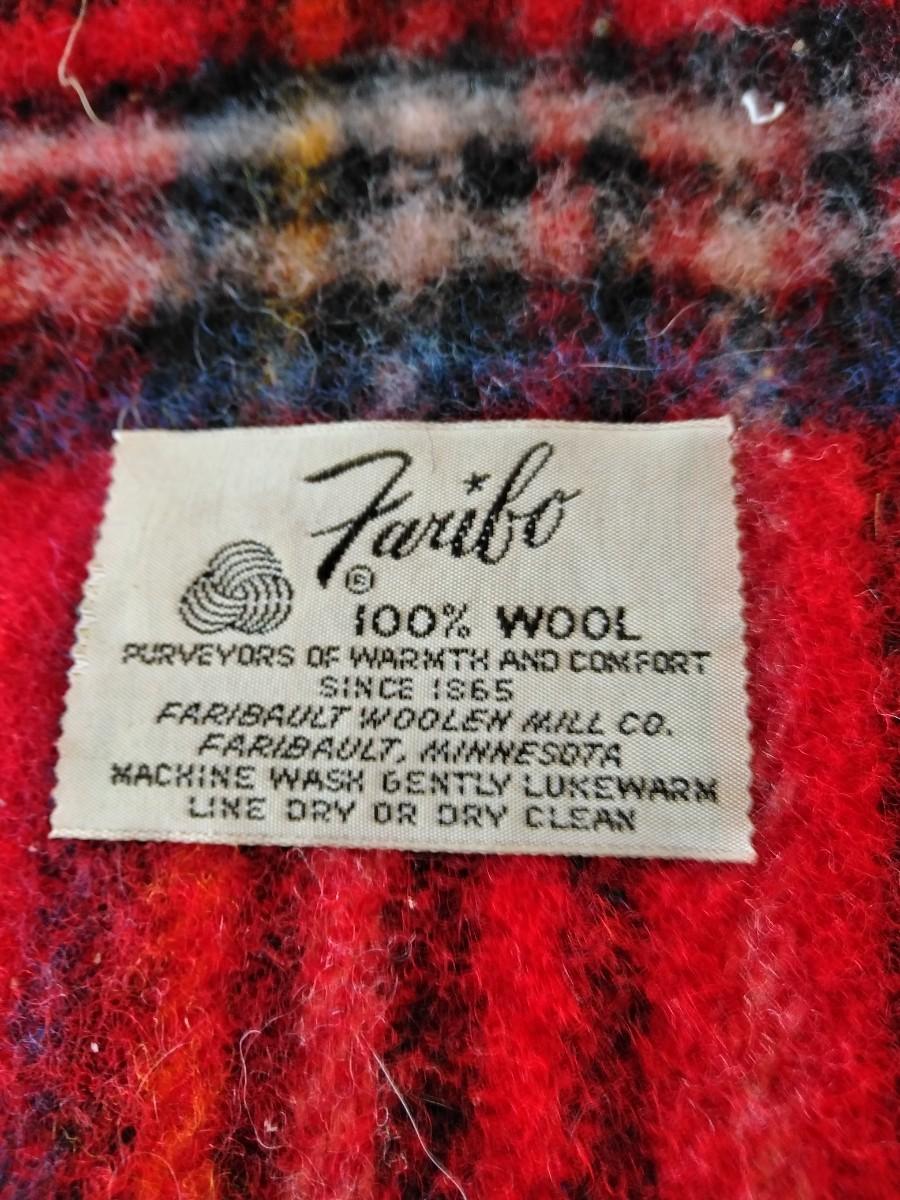 Faribo
®
100% WOOL
PURVEYORS OF WARMTH AND COMFORT
SINCE 1865
FARIBAULT WOOLEN MILL CO.
FARIBAULT, MINNESOTA
MACHINE WASH GENTLY LUKEWARM
LINE DRY OR DRY CLEAN